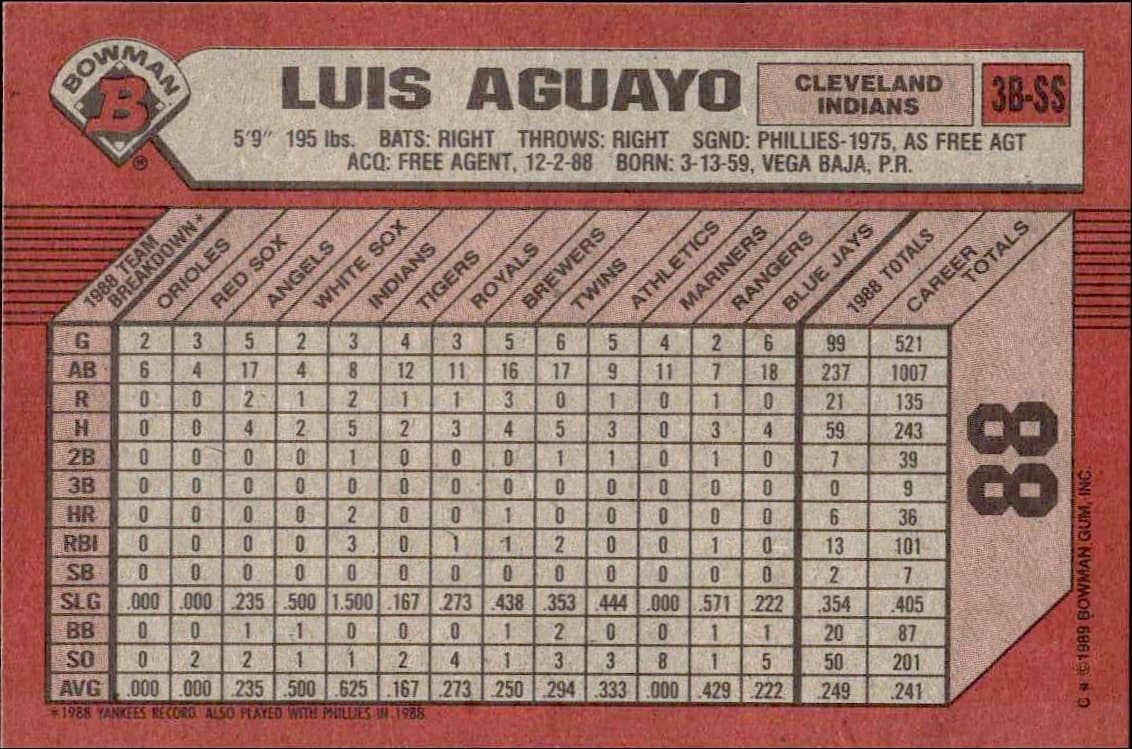 BOWMAN
B
®
LUIS AGUAYO
CLEVELAND INDIANS
3B-SS
5'9" 195 lbs. BATS: RIGHT THROWS: RIGHT SGND: PHILLIES-1975, AS FREE AGT
ACQ: FREE AGENT, 12-2-88 BORN: 3-13-59, VEGA BAJA, P.R.
1988 TEAM BREAKDOWN* ORIOLES RED SOX ANGELS WHITE SOX INDIANS TIGERS ROYALS BREWERS TWINS ATHLETICS MARINERS RANGERS BLUE JAYS 1988 TOTALS CAREER TOTALS
G 2 3 5 2 3 4 3 5 6 5 4 2 6 99 521
AB 6 4 17 4 8 12 11 16 17 9 11 7 18 237 1007
R 0 0 2 1 2 1 1 3 0 1 0 1 0 21 135
H 0 0 4 2 5 2 3 4 5 3 0 3 4 59 243
2B 0 0 0 0 1 0 0 0 1 1 0 1 0 7 39
3B 0 0 0 0 0 0 0 0 0 0 0 0 0 0 9
HR 0 0 0 0 2 0 0 1 0 0 0 0 0 6 36
RBI 0 0 0 0 3 0 1 1 2 0 0 1 0 13 101
SB 0 0 0 0 0 0 0 0 0 0 0 0 0 2 7
SLG .000 .000 .235 .500 1.500 .167 .273 .438 .353 .444 .000 .571 .222 .354 .405
BB 0 0 1 1 0 0 0 1 2 0 0 1 1 20 87
SO 0 2 2 1 1 2 4 1 3 3 8 1 5 50 201
AVG .000 .000 .235 .500 .625 .167 .273 .250 .294 .333 .000 .429 .222 .249 .241
*1988 YANKEES RECORD. ALSO PLAYED WITH PHILLIES IN 1988.
88
C * ©1989 BOWMAN GUM, INC.